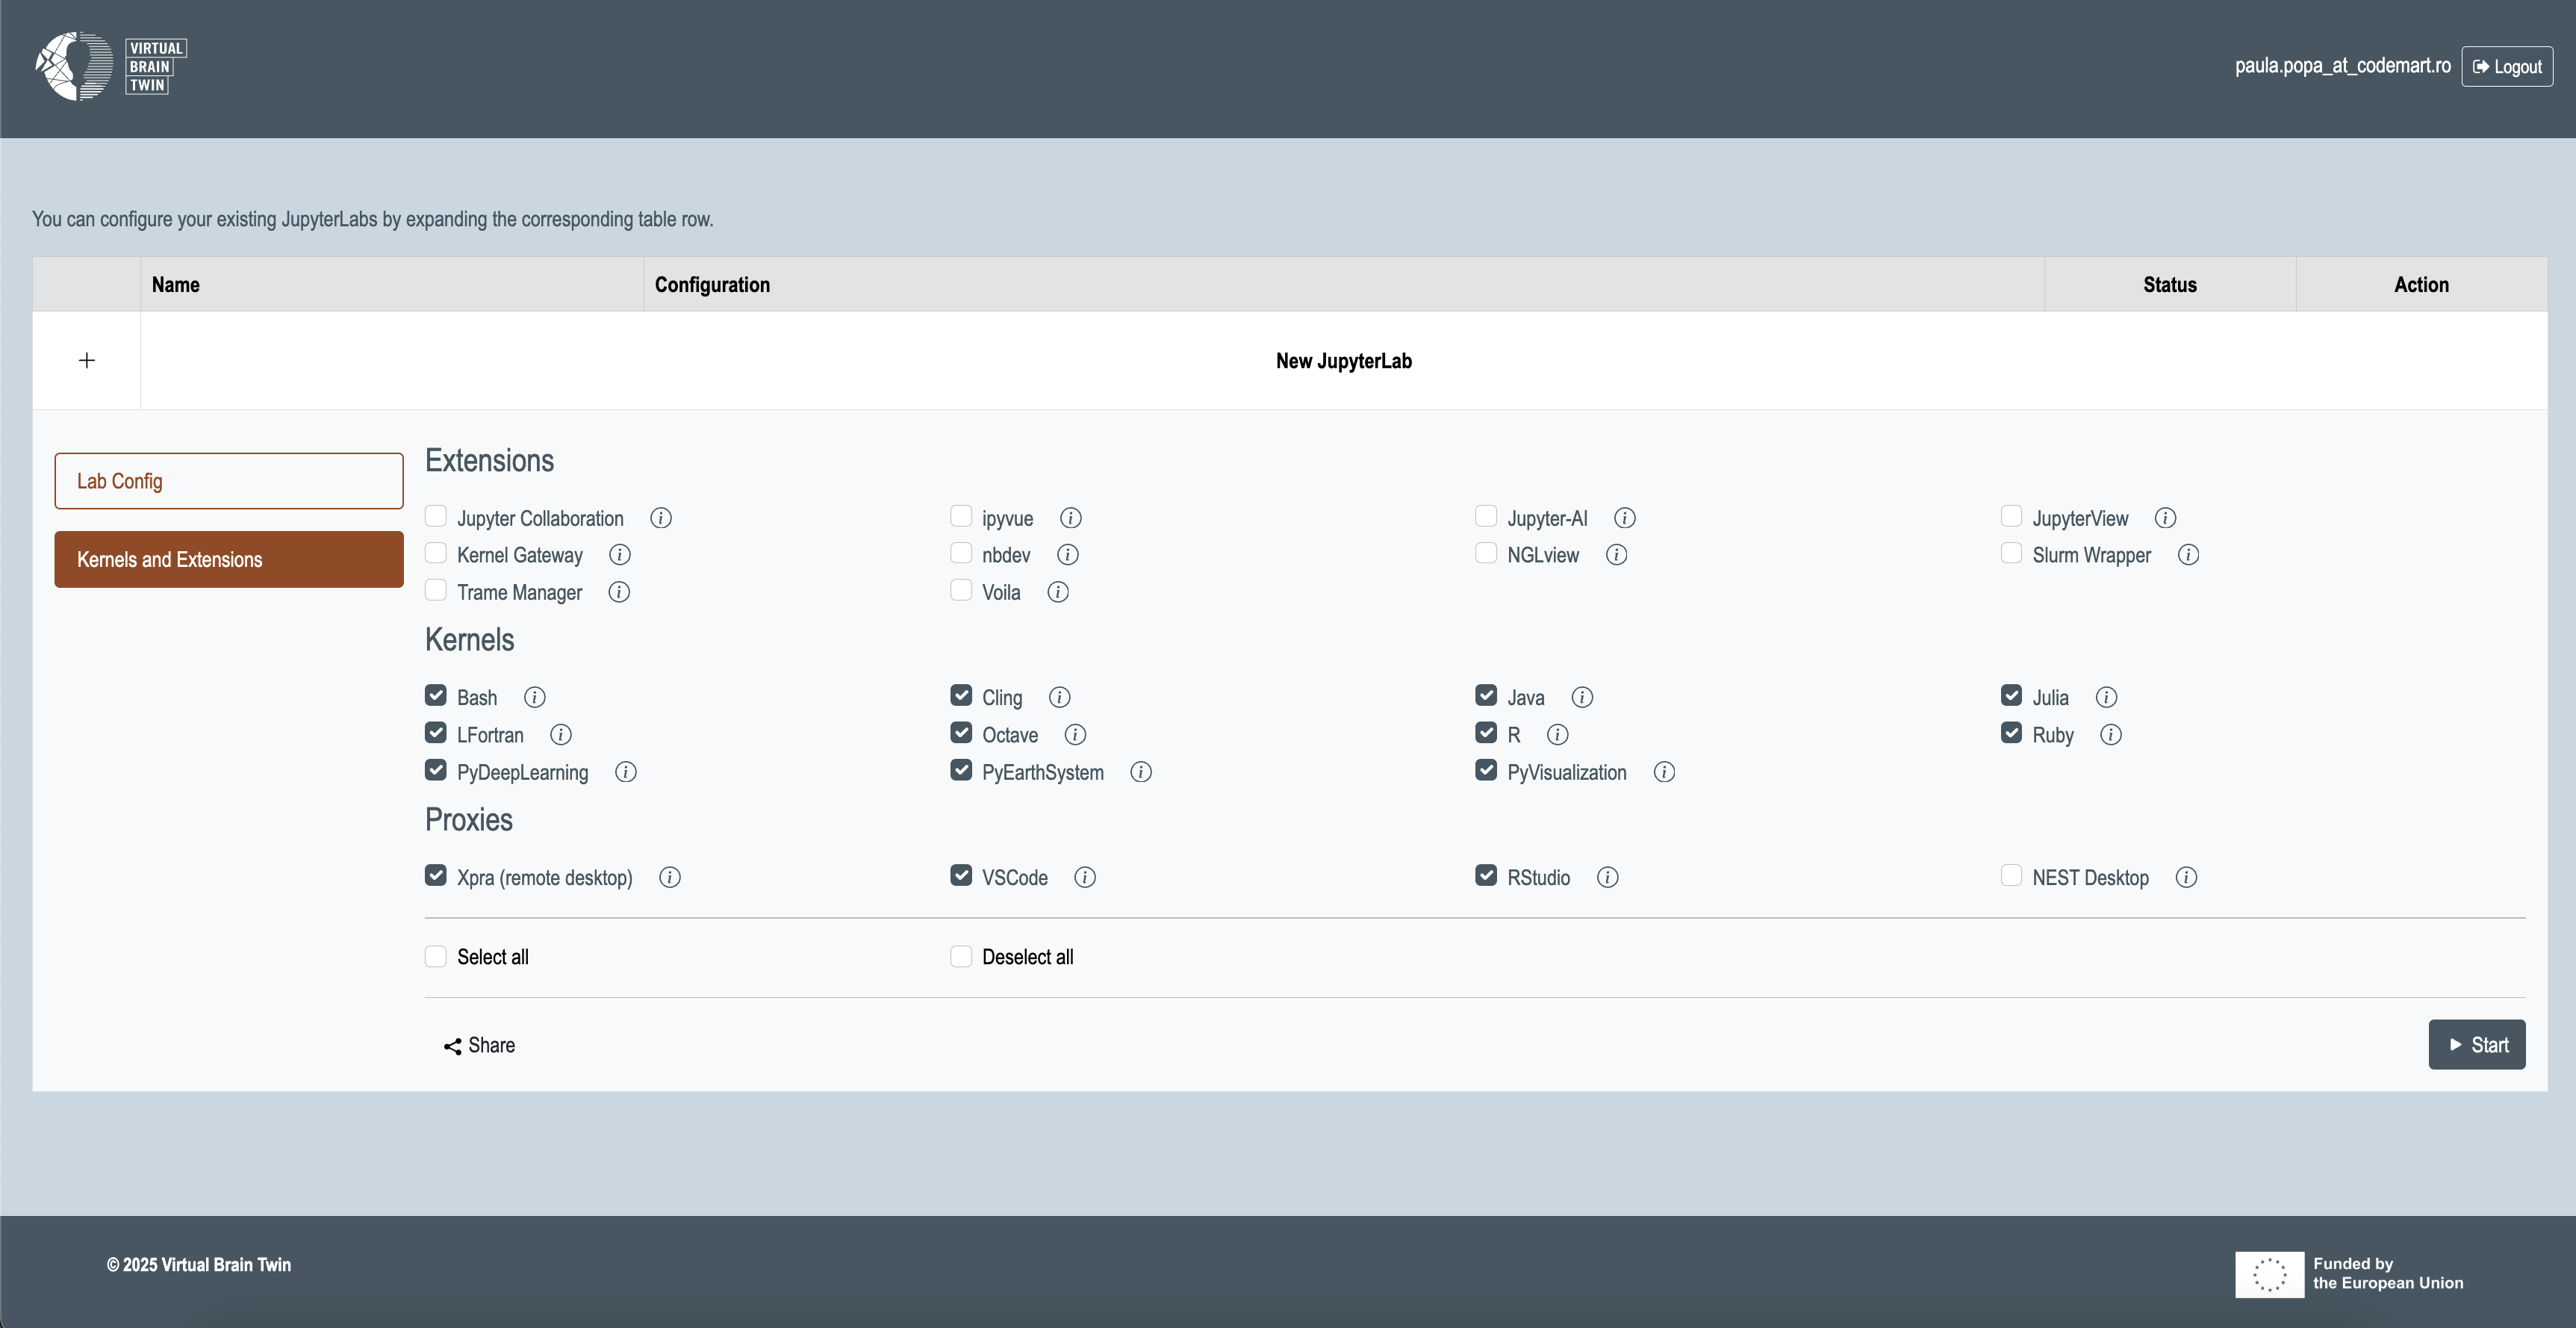 VIRTUAL
BRAIN
TWIN
paula.popa_at_codemart.ro Logout
You can configure your existing JupyterLabs by expanding the corresponding table row.
Name Configuration Status Action
New JupyterLab
Lab Config
Kernels and Extensions
Extensions
Jupyter Collaboration ipyvue Jupyter-AI JupyterView
Kernel Gateway nbdev NGLview Slurm Wrapper
Trame Manager Voila
Kernels
Bash Cling Java Julia
LFortran Octave R Ruby
PyDeepLearning PyEarthSystem PyVisualization
Proxies
Xpra (remote desktop) VSCode RStudio NEST Desktop
Select all Deselect all
Share Start
© 2025 Virtual Brain Twin
Funded by
the European Union